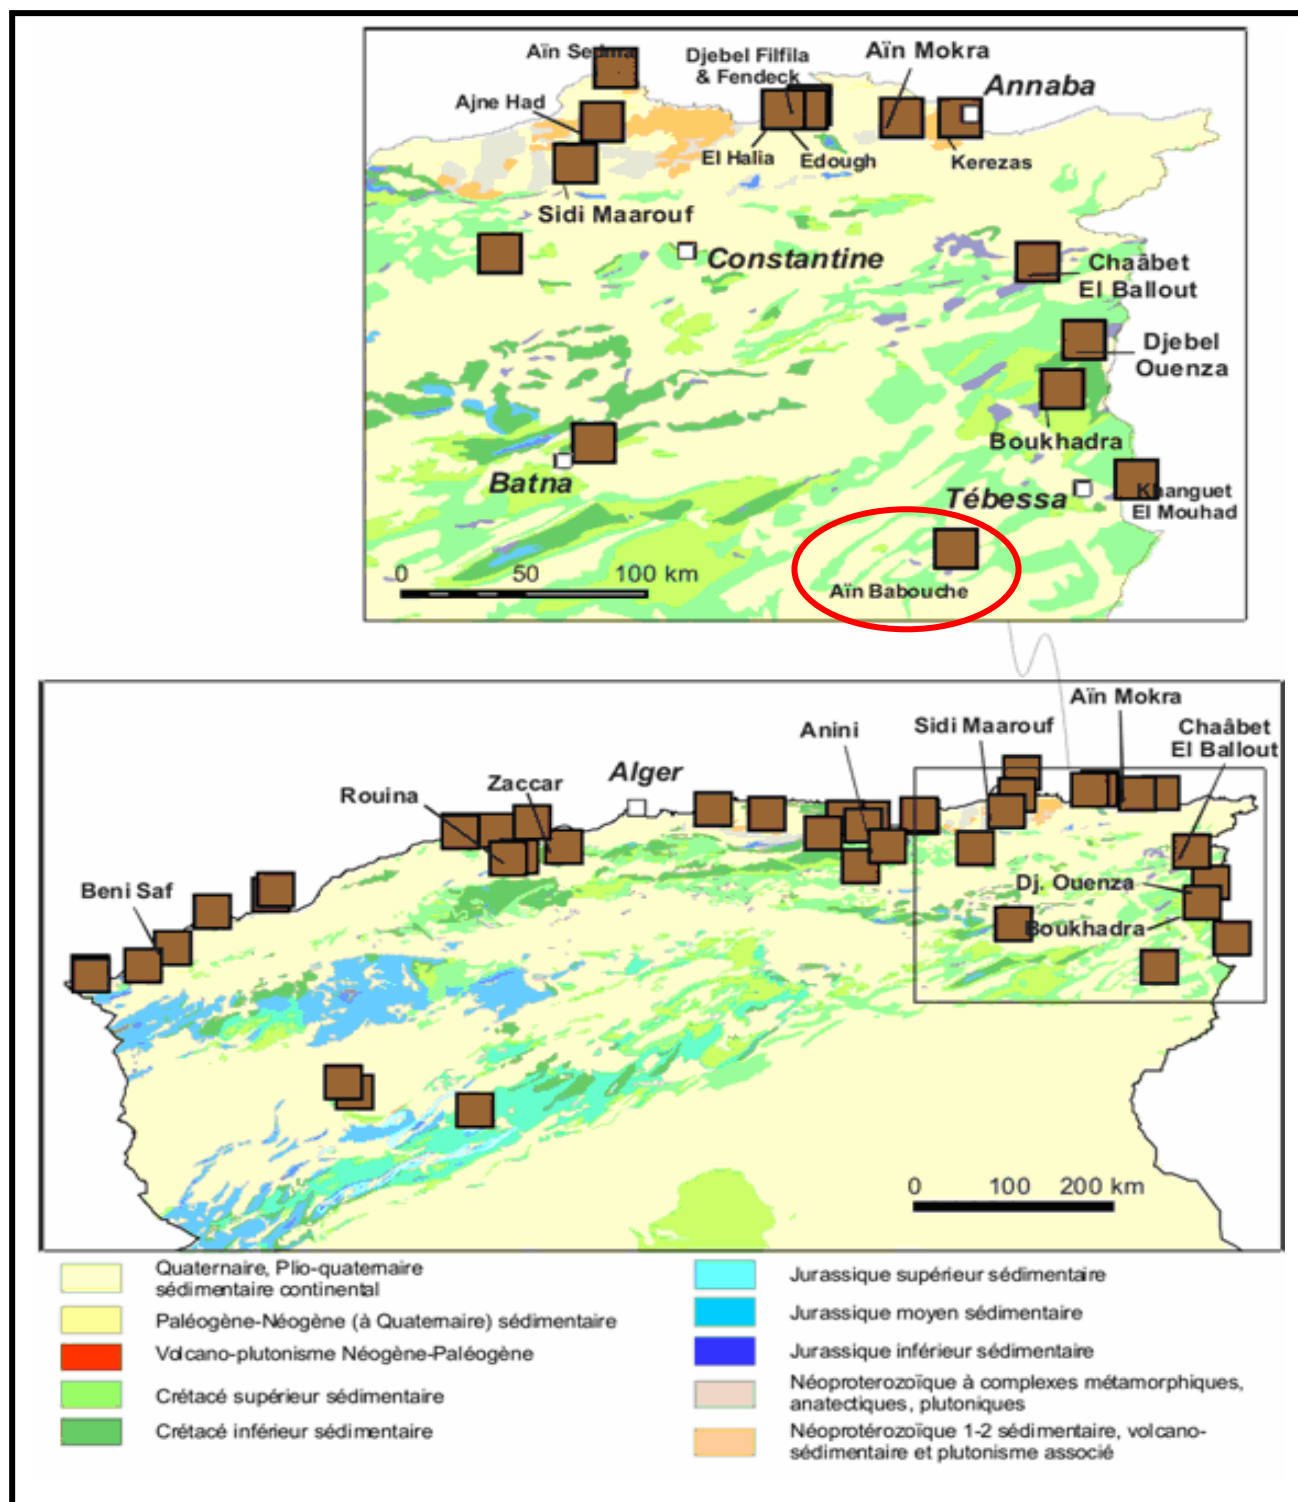 Aïn Sedma
Djebel Filfila
& Fendeck
Aïn Mokra
Annaba
Ajne Had
El Halia
Edough
Kerezas
Sidi Maarouf
Constantine
Chaâbet
El Ballout
Djebel
Ouenza
Boukhadra
Batna
Tébessa
Khanguet
El Mouhad
0 50 100 km
Aïn Babouche
Aïn Mokra
Sidi Maarouf
Chaâbet
El Ballout
Anini
Alger
Zaccar
Rouina
Beni Saf
Dj. Ouenza
Boukhadra
0 100 200 km
Quaternaire, Plio-quaternaire
sédimentaire continental
Paléogène-Néogène (à Quaternaire) sédimentaire
Volcano-plutonisme Néogène-Paléogène
Crétacé supérieur sédimentaire
Crétacé inférieur sédimentaire
Jurassique supérieur sédimentaire
Jurassique moyen sédimentaire
Jurassique inférieur sédimentaire
Néoproterozoïque à complexes métamorphiques,
anatectiques, plutoniques
Néoprotérozoïque 1-2 sédimentaire, volcano-
sédimentaire et plutonisme associé